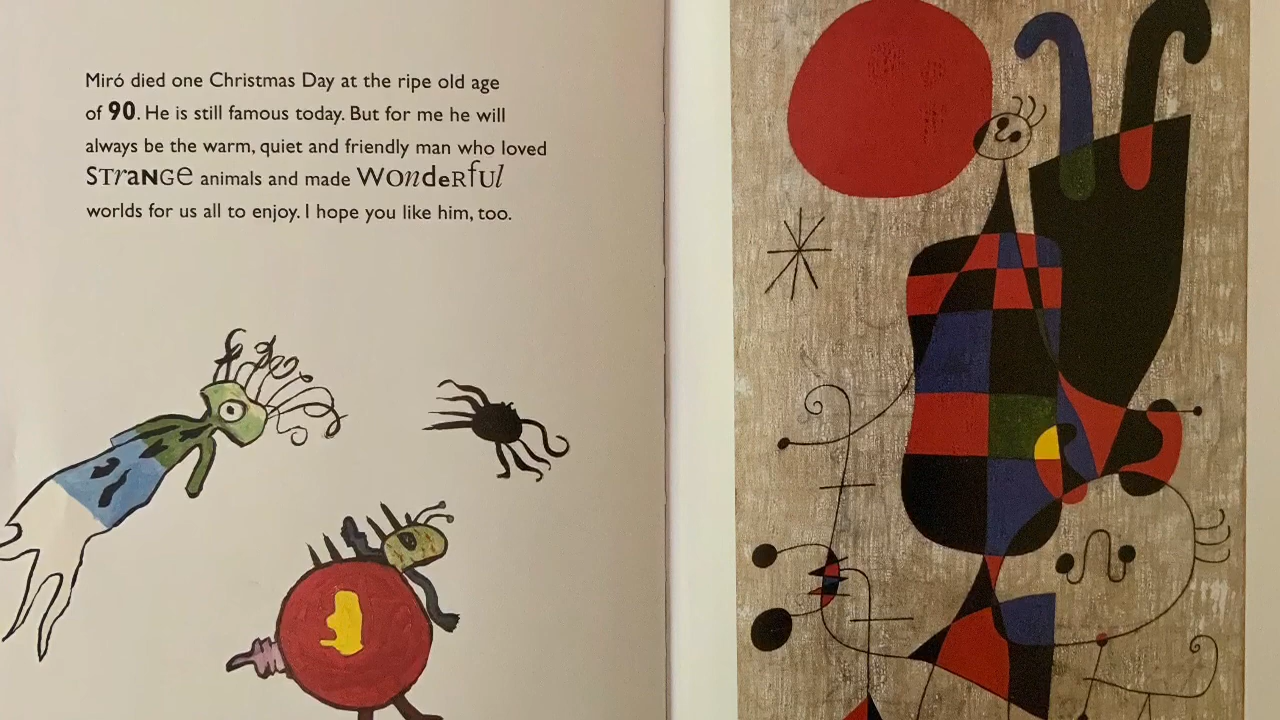 Miró died one Christmas Day at the ripe old age
of 90. He is still famous today. But for me he will
always be the warm, quiet and friendly man who loved
STraNGe animals and made WondeRfUl
worlds for us all to enjoy. I hope you like him, too.